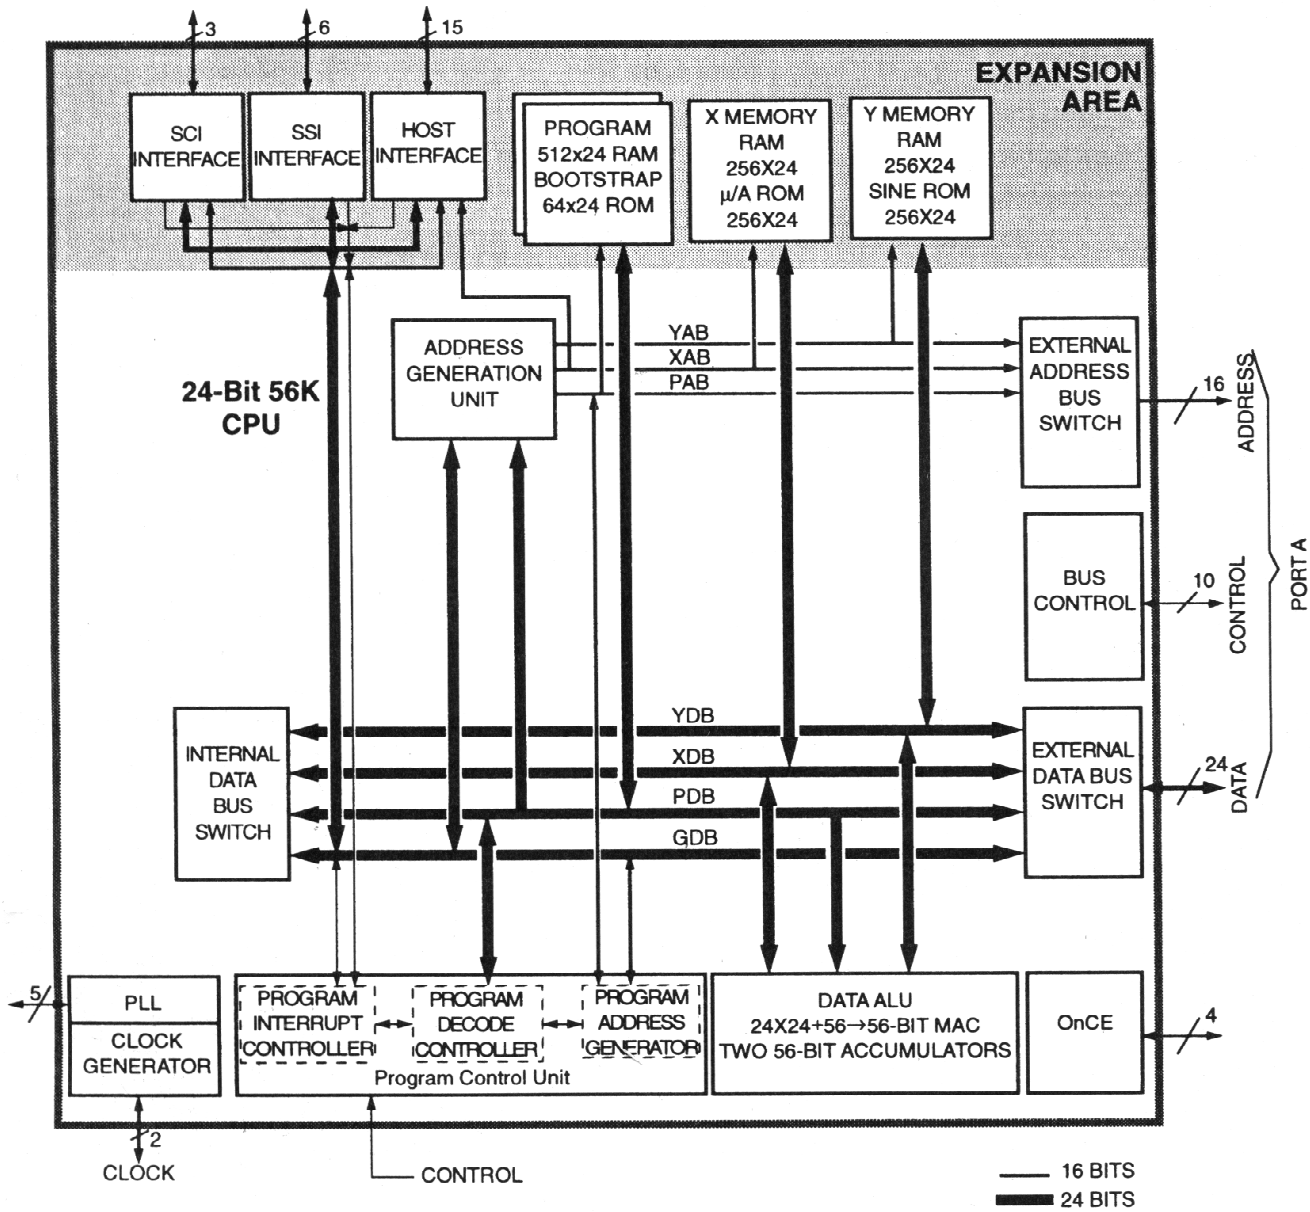 3
6
15
EXPANSION
AREA
SCI
INTERFACE
SSI
INTERFACE
HOST
INTERFACE
PROGRAM
512x24 RAM
BOOTSTRAP
64x24 ROM
X MEMORY
RAM
256X24
μ/A ROM
256X24
Y MEMORY
RAM
256X24
SINE ROM
256X24
24-Bit 56K
CPU
ADDRESS
GENERATION
UNIT
YAB
XAB
PAB
EXTERNAL
ADDRESS
BUS
SWITCH
16
ADDRESS
BUS
CONTROL
10
CONTROL
PORT A
INTERNAL
DATA
BUS
SWITCH
YDB
XDB
PDB
GDB
EXTERNAL
DATA BUS
SWITCH
24
DATA
5
PLL
CLOCK
GENERATOR
2
CLOCK
PROGRAM
INTERRUPT
CONTROLLER
PROGRAM
DECODE
CONTROLLER
PROGRAM
ADDRESS
GENERATOR
Program Control Unit
CONTROL
DATA ALU
24X24+56→56-BIT MAC
TWO 56-BIT ACCUMULATORS
OnCE
4
16 BITS
24 BITS